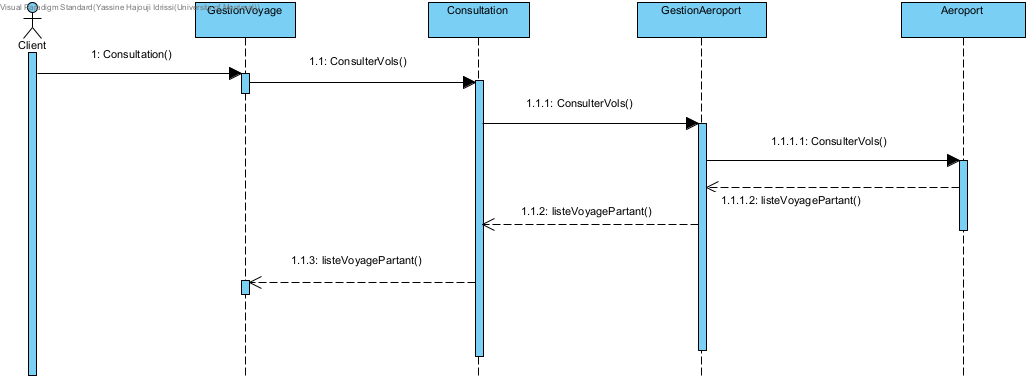 Visual Paradigm Standard(Yassine Hajouji Idrissi(Université
GestionVoyage
Consultation
GestionAeroport
Aeroport
Client
1: Consultation()
1.1: ConsulterVols()
1.1.1: ConsulterVols()
1.1.1.1: ConsulterVols()
1.1.1.2: listeVoyagePartant()
1.1.2: listeVoyagePartant()
1.1.3: listeVoyagePartant()